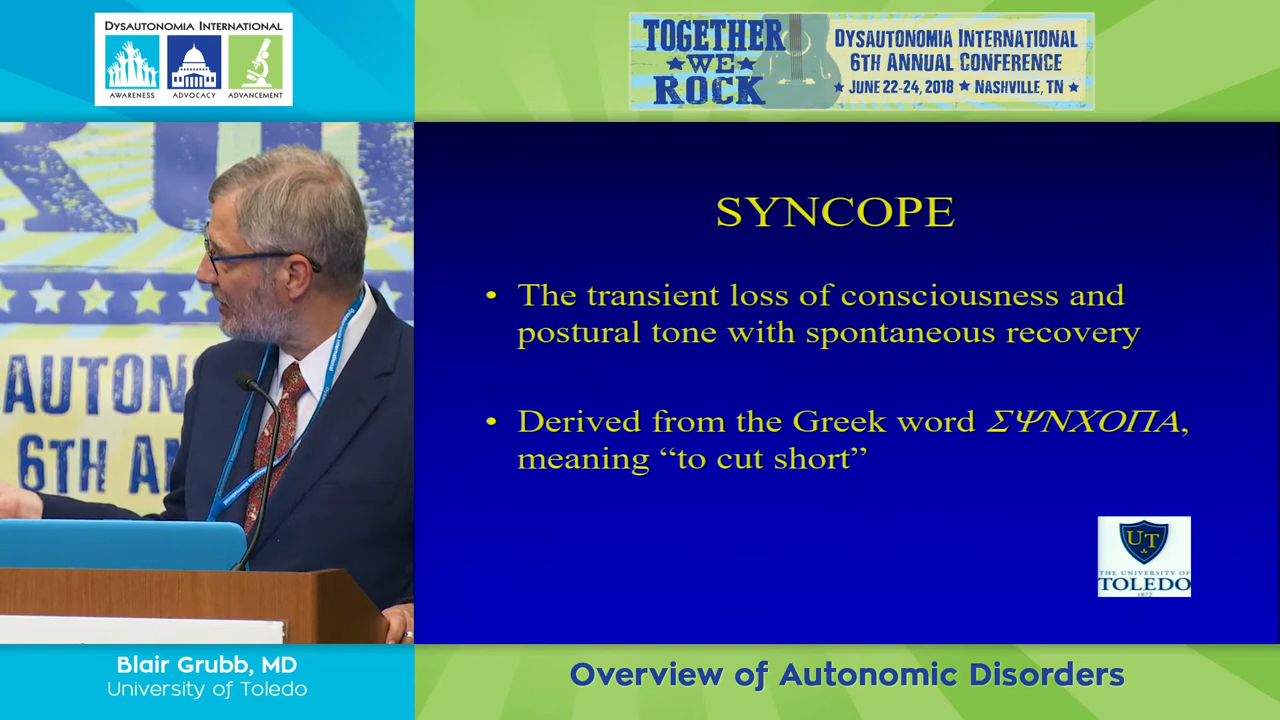 DYSAUTONOMIA INTERNATIONAL
AWARENESS ADVOCACY ADVANCEMENT
TOGETHER
WE
ROCK
DYSAUTONOMIA INTERNATIONAL
6TH ANNUAL CONFERENCE
JUNE 22-24, 2018 ★ NASHVILLE, TN
AUTON
6TH AN
SYNCOPE
• The transient loss of consciousness and
postural tone with spontaneous recovery
• Derived from the Greek word ΣΨΝΧΟΠΑ,
meaning “to cut short”
UT
THE UNIVERSITY OF
TOLEDO
1872
Blair Grubb, MD
University of Toledo
Overview of Autonomic Disorders